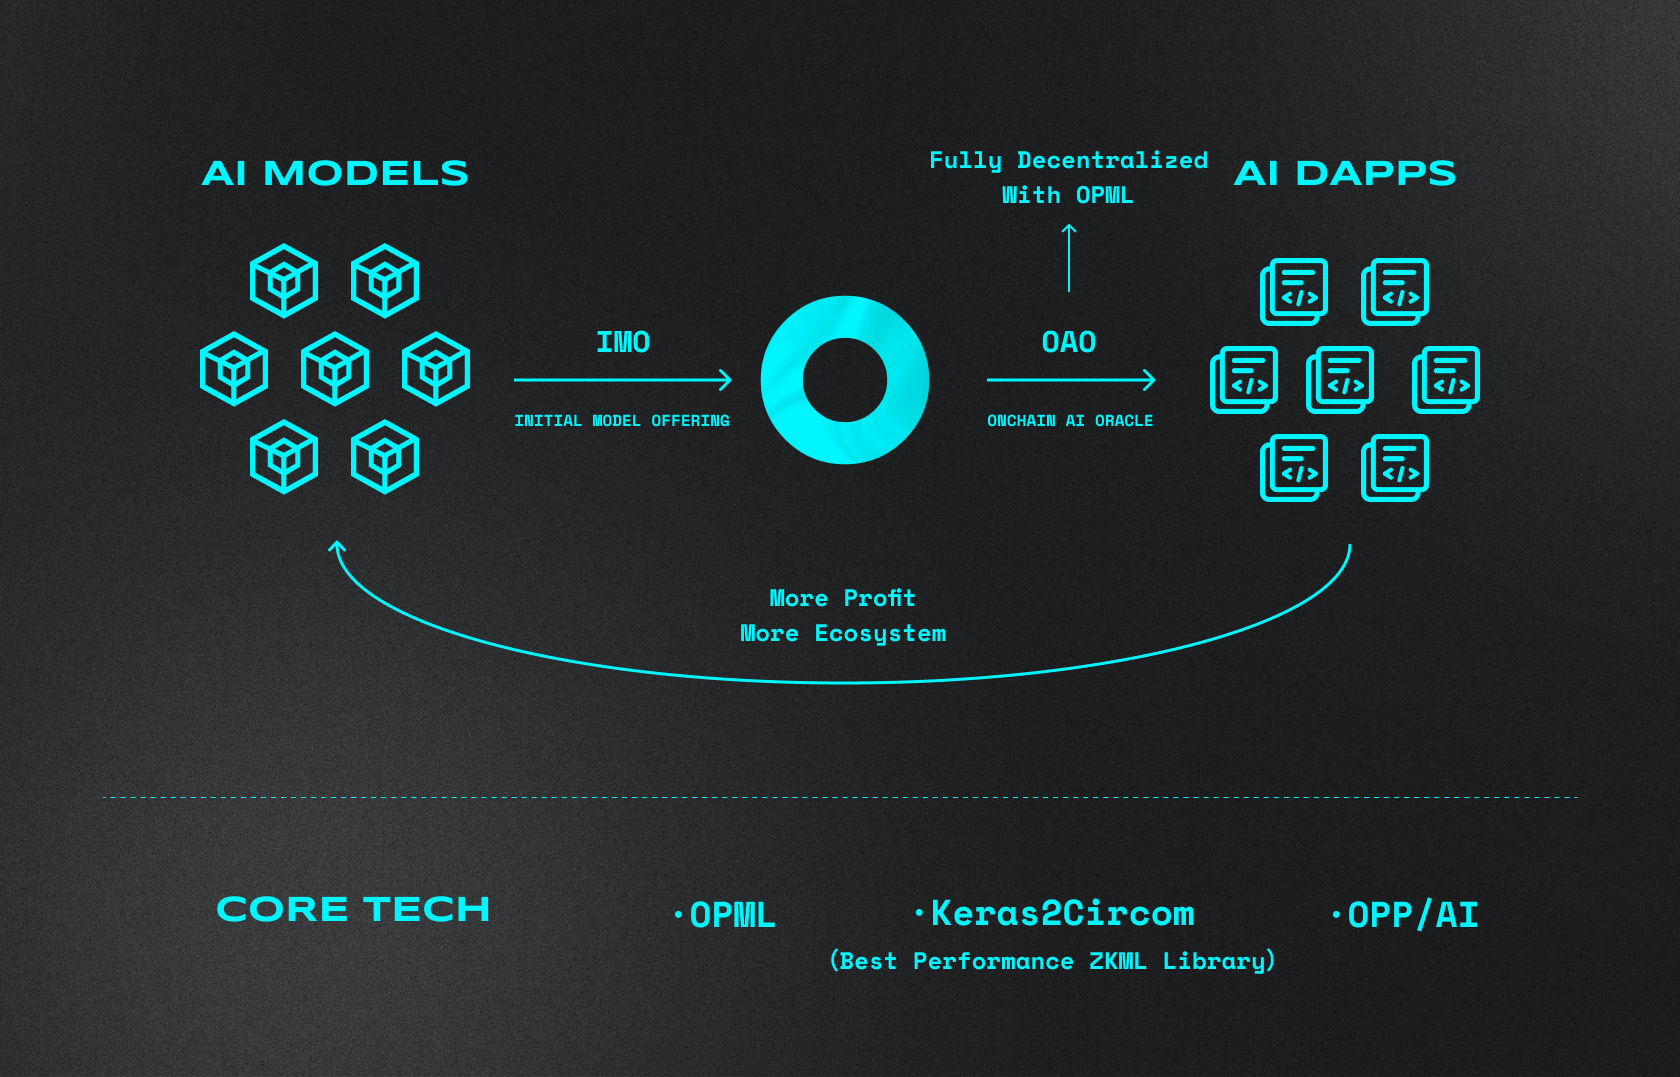 AI MODELS
Fully Decentralized
With OPML
AI DAPPS
IMO
INITIAL MODEL OFFERING
OAO
ONCHAIN AI ORACLE
More Profit
More Ecosystem
CORE TECH
·OPML
·Keras2Circom
(Best Performance ZKML Library)
·OPP/AI